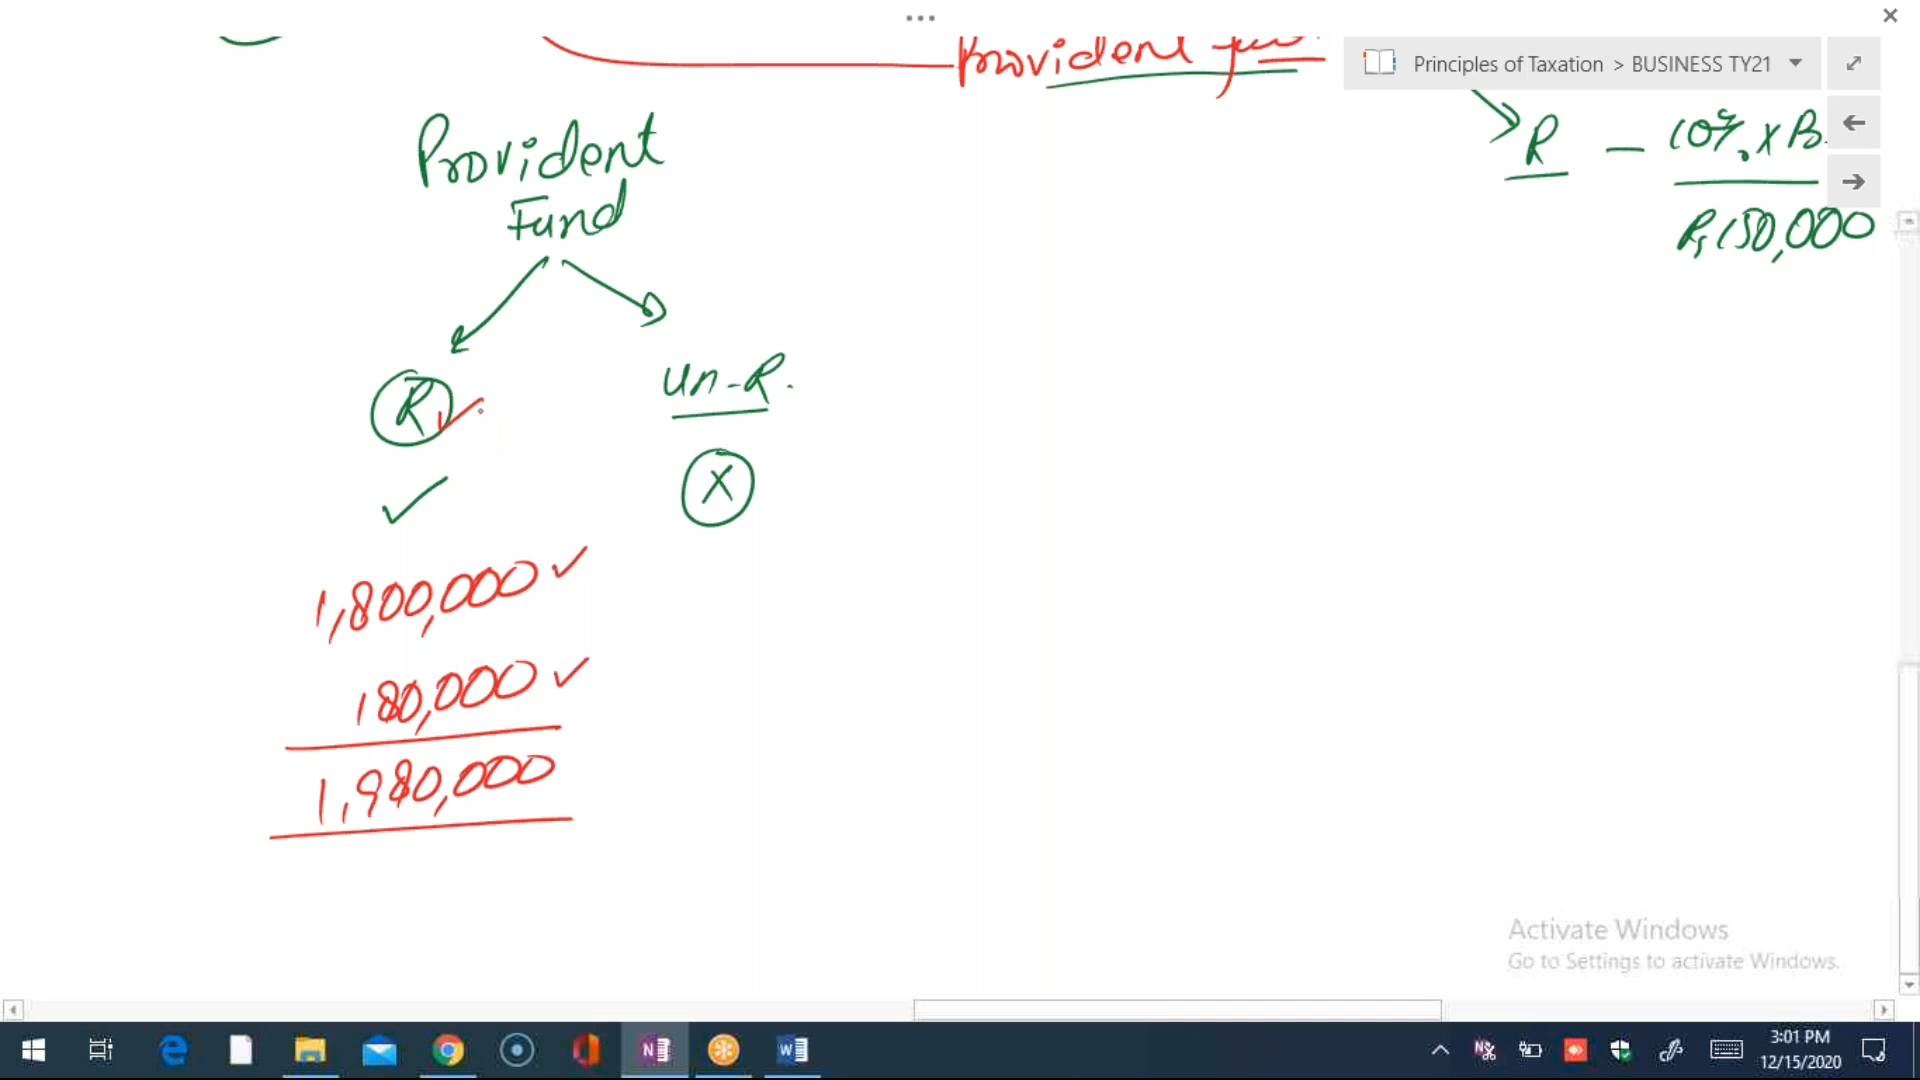 Provident
Principles of Taxation > BUSINESS TY21
Provident
Fund
R — 10% x B
Rs 150,000
R
un-R.
X
1,800,000
180,000
1,980,000
Activate Windows
Go to Settings to activate Windows.
3:01 PM
12/15/2020